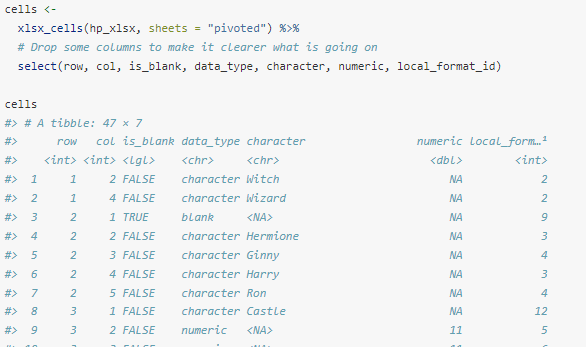 cells <-
xlsx_cells(hp_xlsx, sheets = "pivoted") %>%
# Drop some columns to make it clearer what is going on
select(row, col, is_blank, data_type, character, numeric, local_format_id)
cells
#> # A tibble: 47 × 7
#> row col is_blank data_type character numeric local_form…¹
#> <int> <int> <lgl> <chr> <chr> <dbl> <int>
#> 1 1 2 FALSE character Witch NA 2
#> 2 1 4 FALSE character Wizard NA 2
#> 3 2 1 TRUE blank <NA> NA 9
#> 4 2 2 FALSE character Hermione NA 3
#> 5 2 3 FALSE character Ginny NA 4
#> 6 2 4 FALSE character Harry NA 3
#> 7 2 5 FALSE character Ron NA 4
#> 8 3 1 FALSE character Castle NA 12
#> 9 3 2 FALSE numeric <NA> 11 5